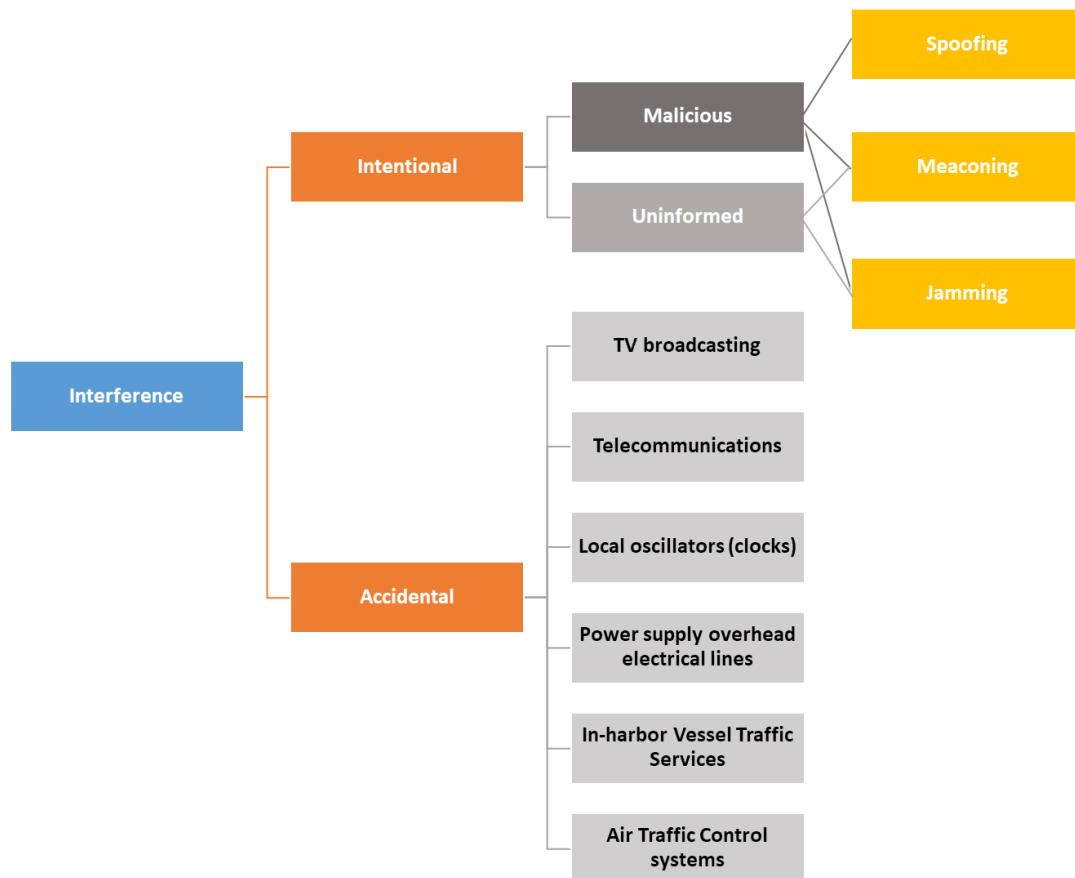 Spoofing
Malicious
Intentional
Meaconing
Uninformed
Jamming
TV broadcasting
Interference
Telecommunications
Local oscillators (clocks)
Accidental
Power supply overhead
electrical lines
In-harbor Vessel Traffic
Services
Air Traffic Control
systems